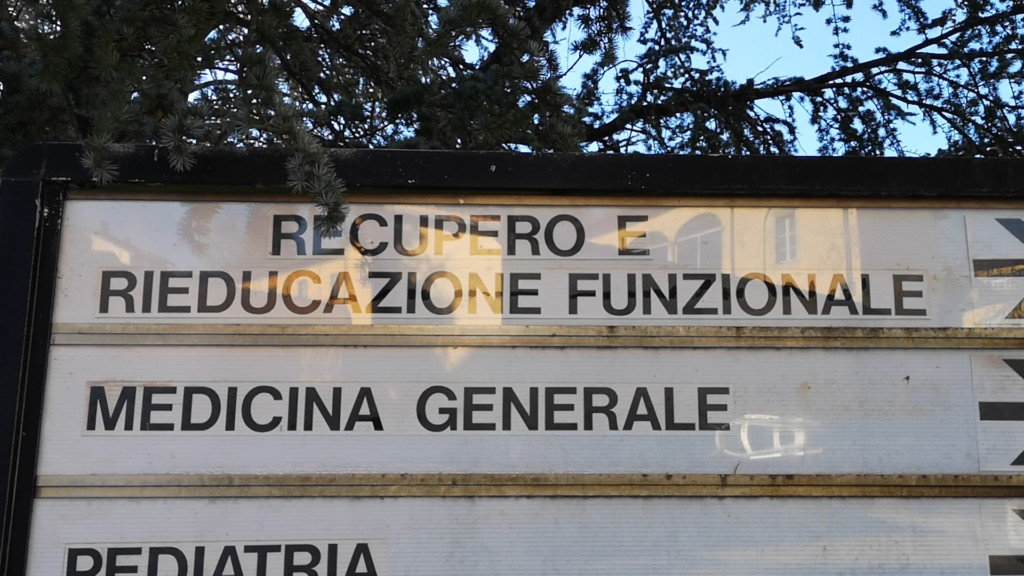 RECUPERO E
RIEDUCAZIONE FUNZIONALE
MEDICINA GENERALE
PEDIATRIA